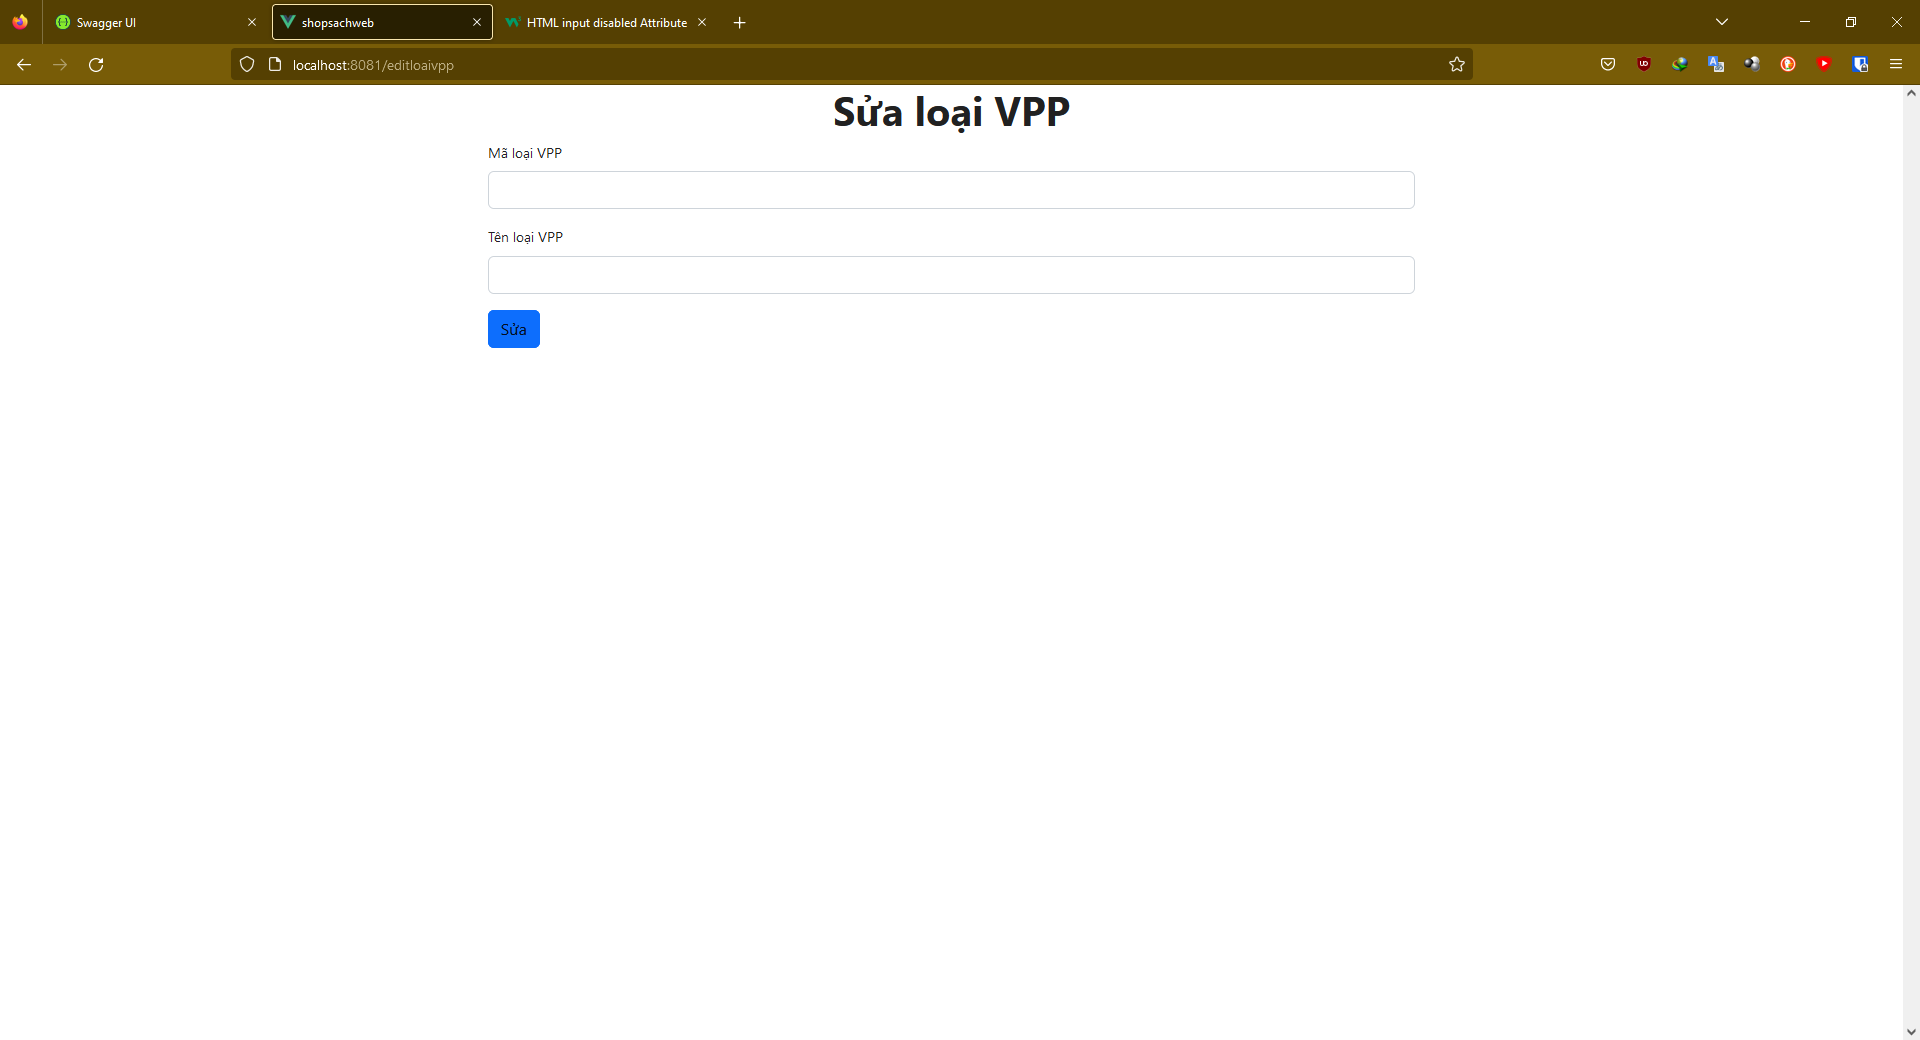 Swagger UI
shopsachweb
HTML input disabled Attribute
localhost:8081/editloaivpp
Sửa loại VPP
Mã loại VPP
Tên loại VPP
Sửa